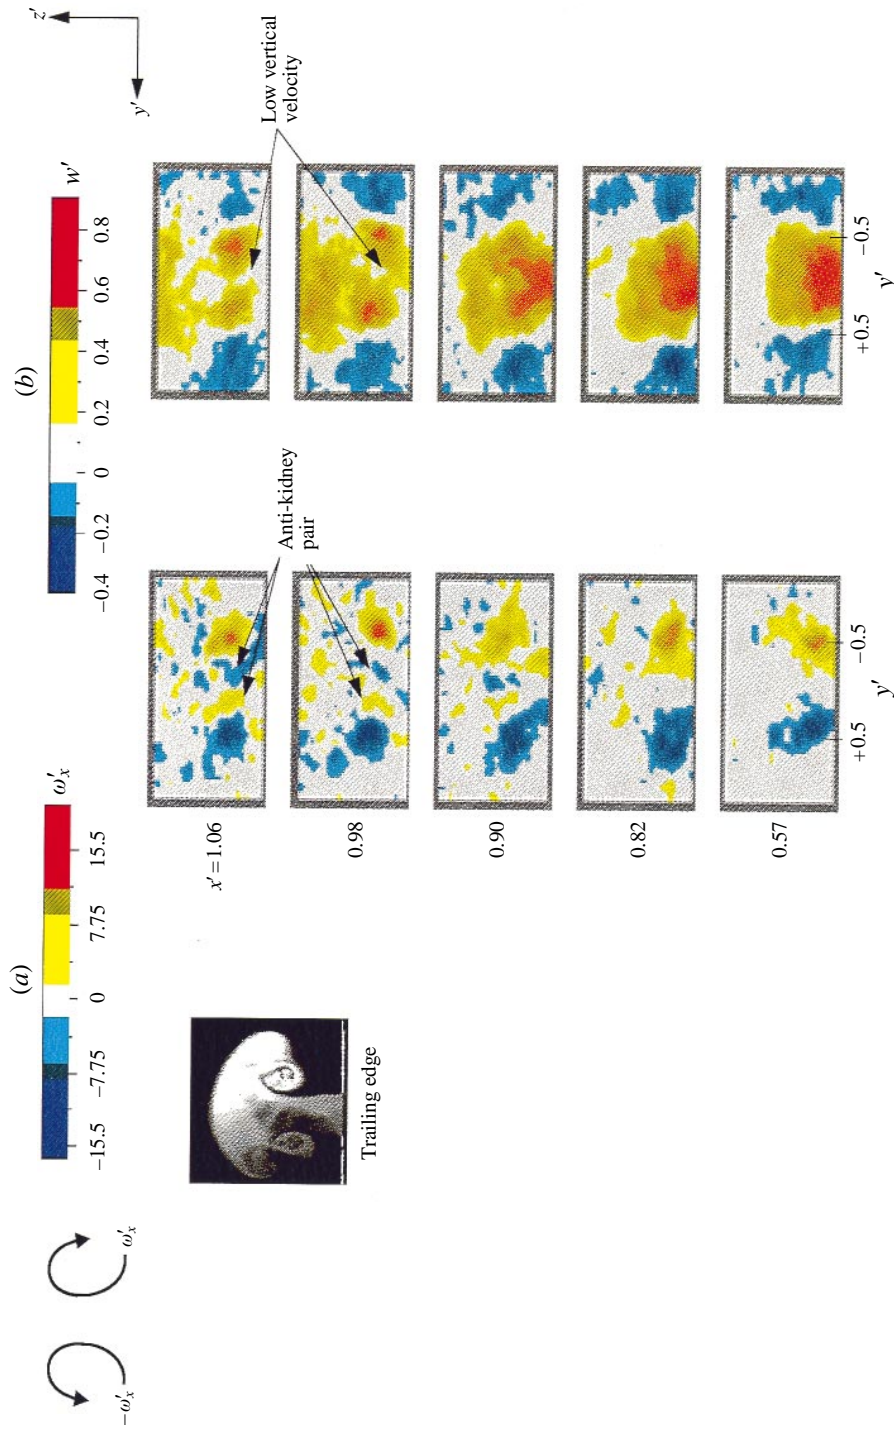 (a)
(b)
−ω′x
ω′x
−15.5
−7.75
0
7.75
15.5
ω′x
−0.4
−0.2
0
0.2
0.4
0.6
0.8
w′
z′
y′
Trailing edge
x′ = 1.06
Anti-kidney
pair
Low vertical
velocity
0.98
0.90
0.82
0.57
+0.5
−0.5
y′
+0.5
−0.5
y′